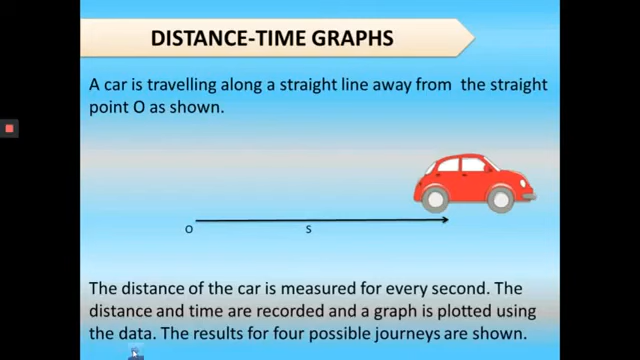 DISTANCE-TIME GRAPHS
A car is travelling along a straight line away from the straight
point O as shown.
O
S
The distance of the car is measured for every second. The
distance and time are recorded and a graph is plotted using
the data. The results for four possible journeys are shown.